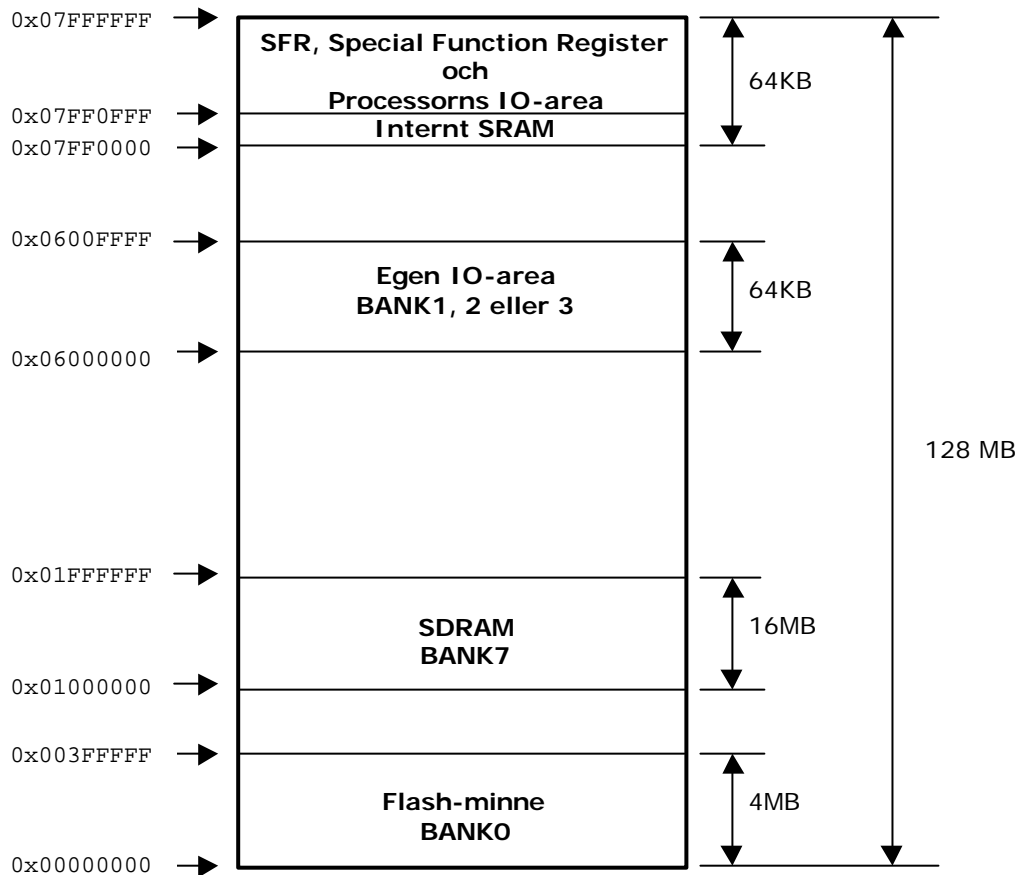 0x07FFFFFF
SFR, Special Function Register
och
Processorns IO-area
64KB
0x07FF0FFF
Internt SRAM
0x07FF0000
0x0600FFFF
Egen IO-area
BANK1, 2 eller 3
64KB
0x06000000
128 MB
0x01FFFFFF
SDRAM
BANK7
16MB
0x01000000
0x003FFFFF
Flash-minne
BANK0
4MB
0x00000000